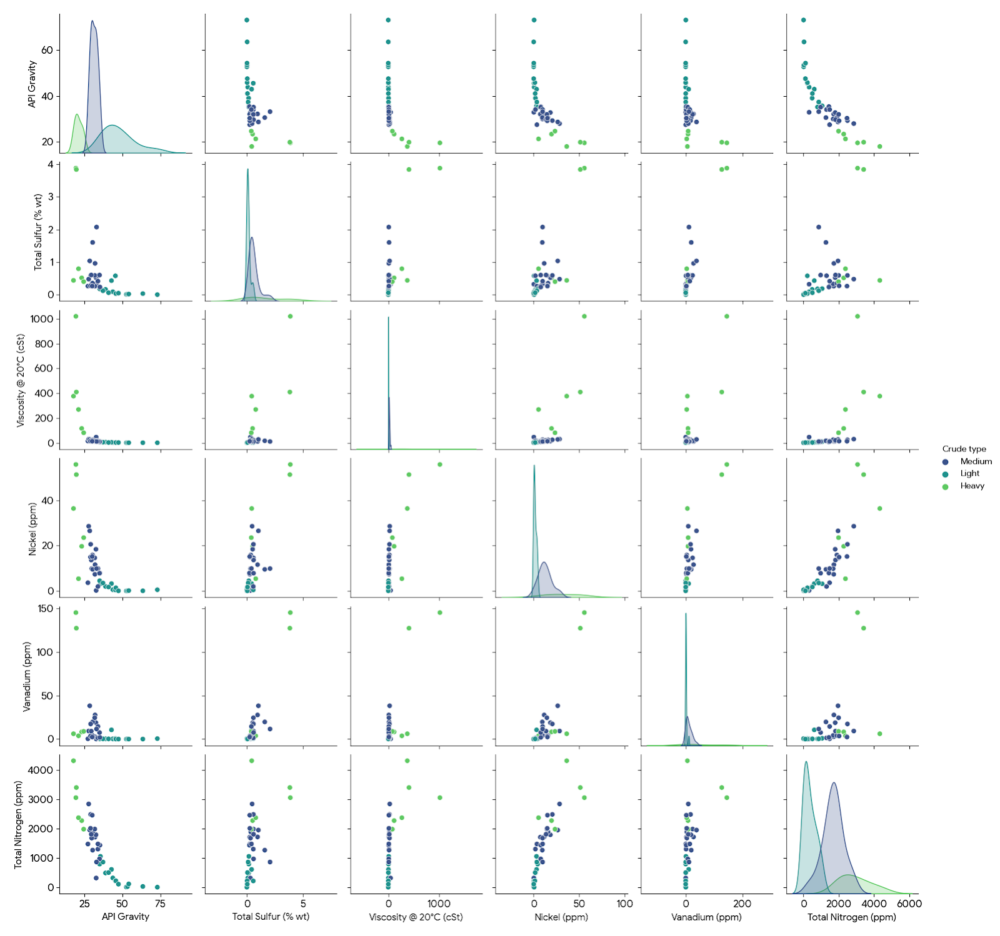 API Gravity
60
40
20
Total Sulfur (% wt)
4
3
2
1
0
Viscosity @ 20°C (cSt)
1000
800
600
400
200
0
Crude type
Medium
Light
Heavy
Nickel (ppm)
40
20
0
Vanadium (ppm)
150
100
50
0
Total Nitrogen (ppm)
4000
3000
2000
1000
0
25 50 75
0 5
0 1000
0 50 100
0 200
0 2000 4000 6000
API Gravity
Total Sulfur (% wt)
Viscosity @ 20°C (cSt)
Nickel (ppm)
Vanadium (ppm)
Total Nitrogen (ppm)